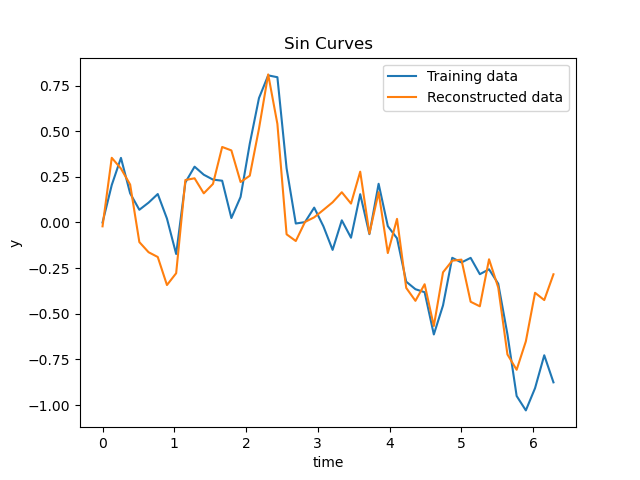 Sin Curves
Training data
Reconstructed data
y
0.75
0.50
0.25
0.00
−0.25
−0.50
−0.75
−1.00
0 1 2 3 4 5 6
time